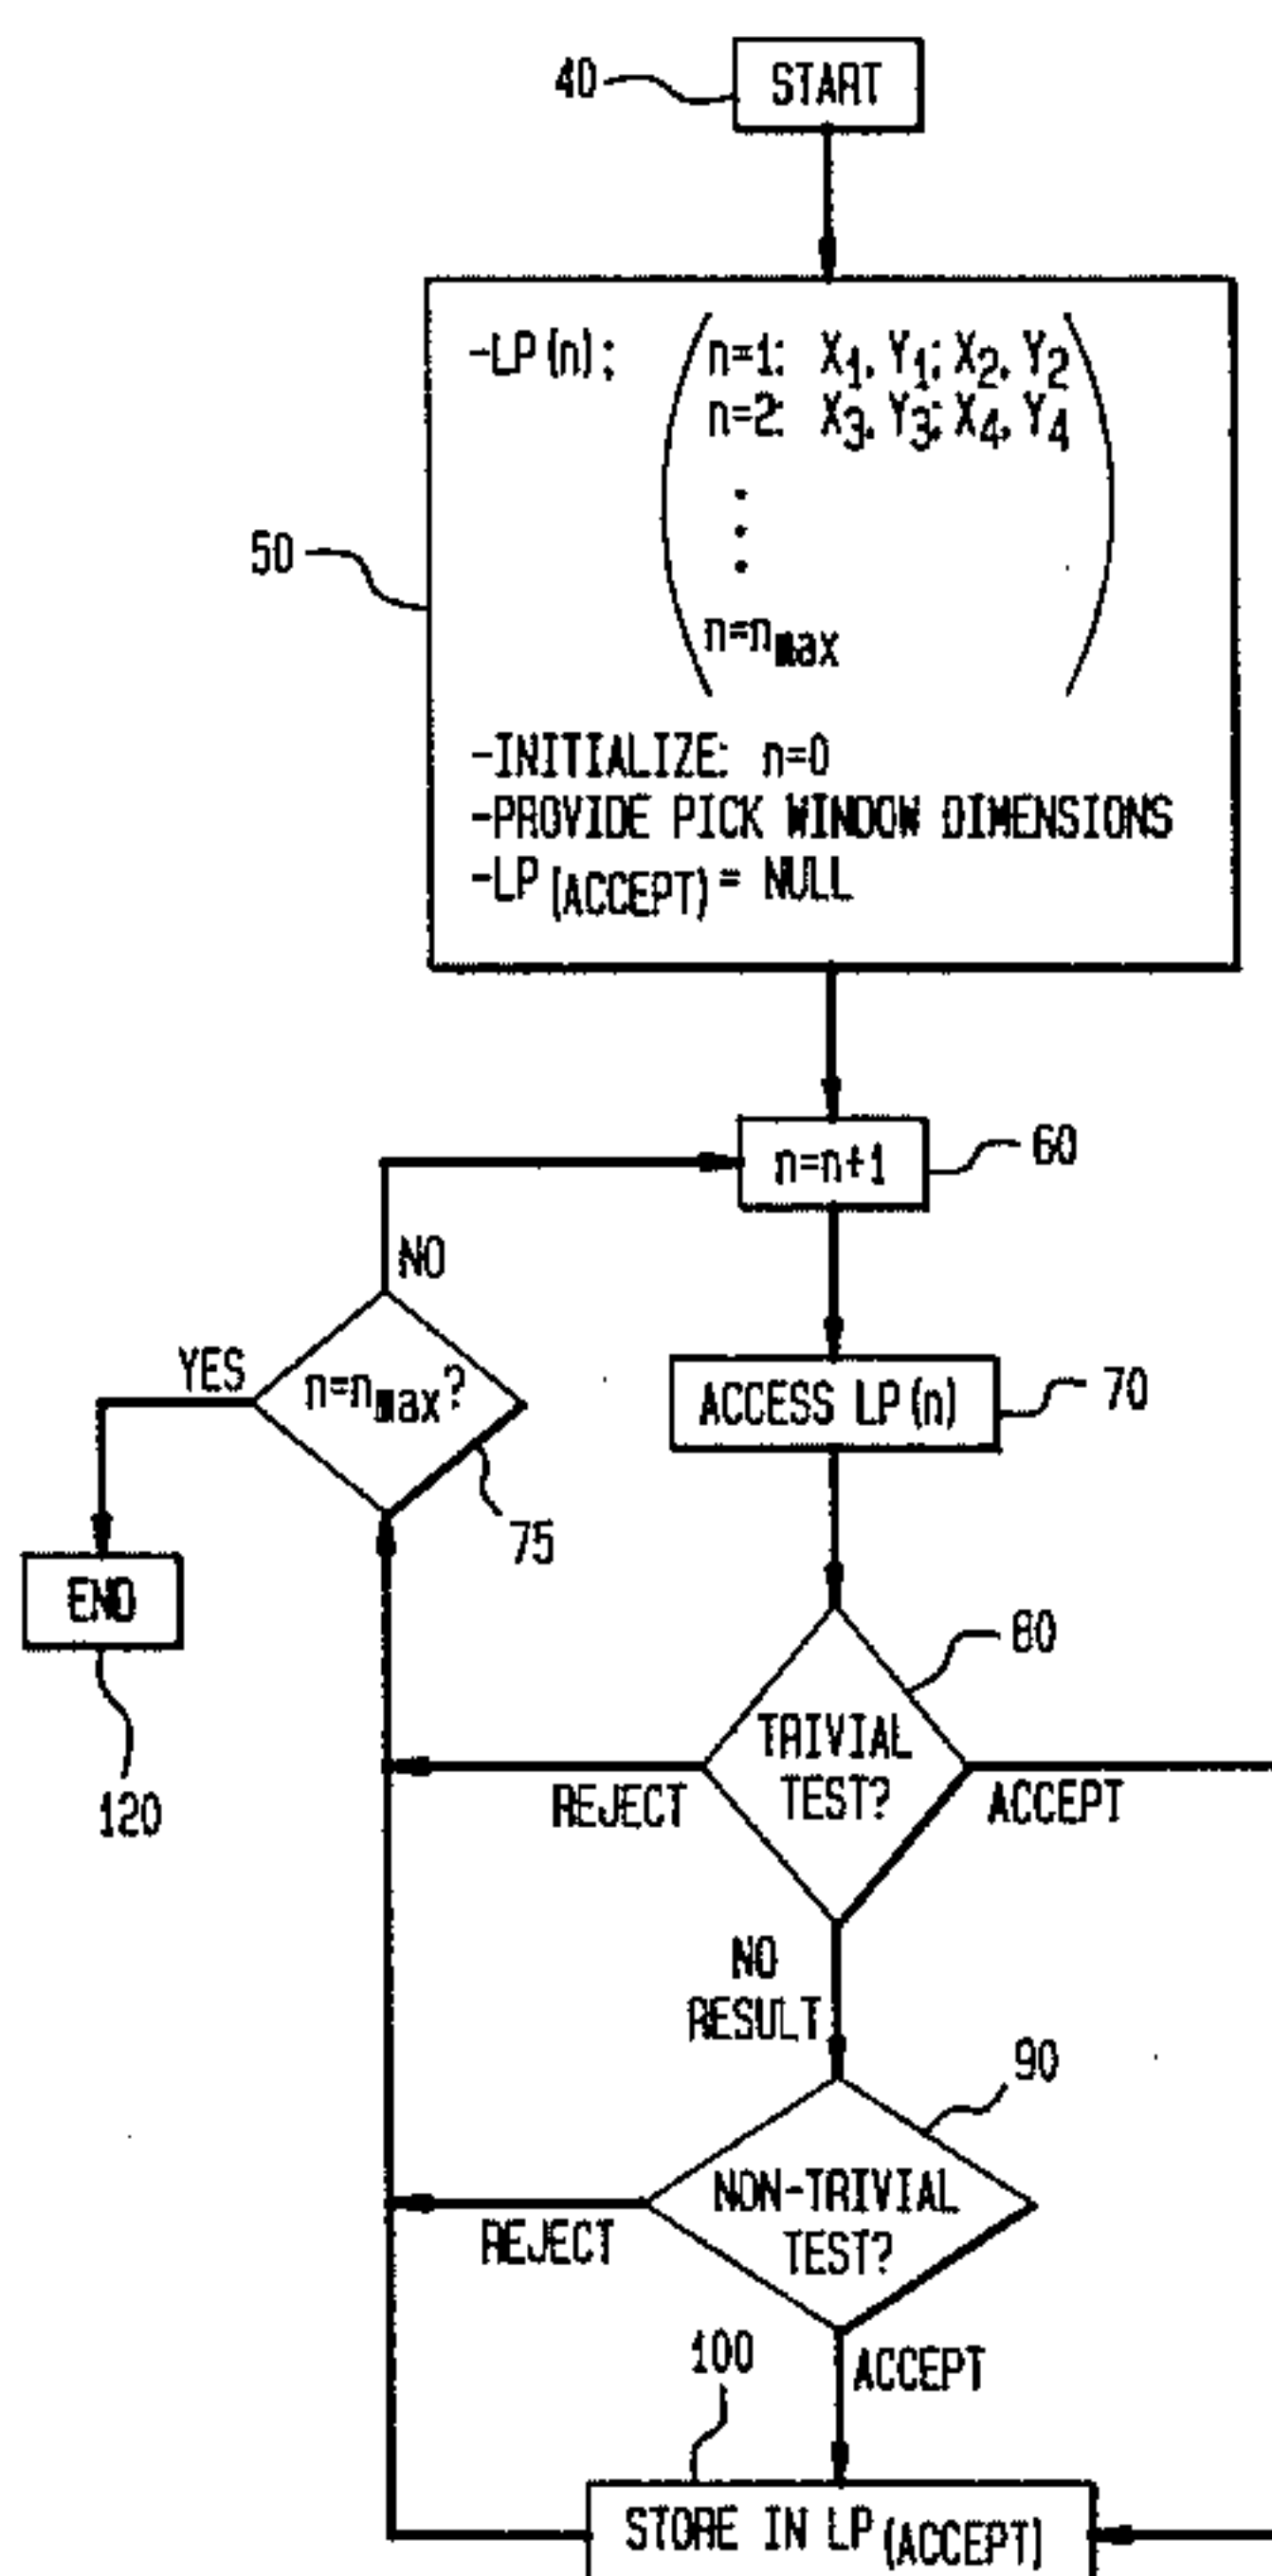 40 START
-LP(n): n=1: X1, Y1; X2, Y2
n=2: X3, Y3; X4, Y4
50
n=nmax
-INITIALIZE: n=0
-PROVIDE PICK WINDOW DIMENSIONS
-LP(ACCEPT) = NULL
n=n+1 60
NO
YES
n=nmax?
ACCESS LP(n) 70
75
END
80
TRIVIAL
TEST?
REJECT
ACCEPT
120
NO
RESULT
90
NON-TRIVIAL
TEST?
REJECT
100
ACCEPT
STORE IN LP(ACCEPT)